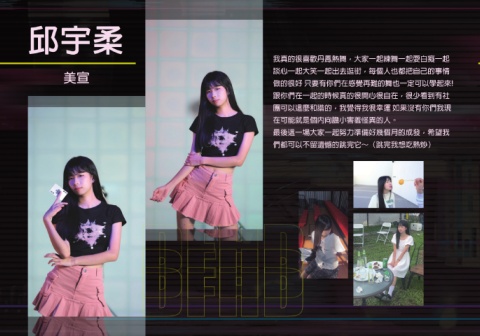 邱宇柔
美宣
我真的很喜歡丹鳳熱舞,大家一起練舞一起耍白癡一起
談心一起大笑一起出去逛街,每個人也都把自己的事情
做的很好 只要有你們在感覺再難的舞也一定可以學起來!
跟你們在一起的時候真的很開心很自在,很少看到有社
團可以這麼和諧的,我覺得我很幸運 如果沒有你們我現
在可能就是個內向膽小害羞怪異的人。
最後這一場大家一起努力準備好幾個月的成發,希望我
們都可以不留遺憾的跳完它~(跳完我想吃熱炒)
DEAD